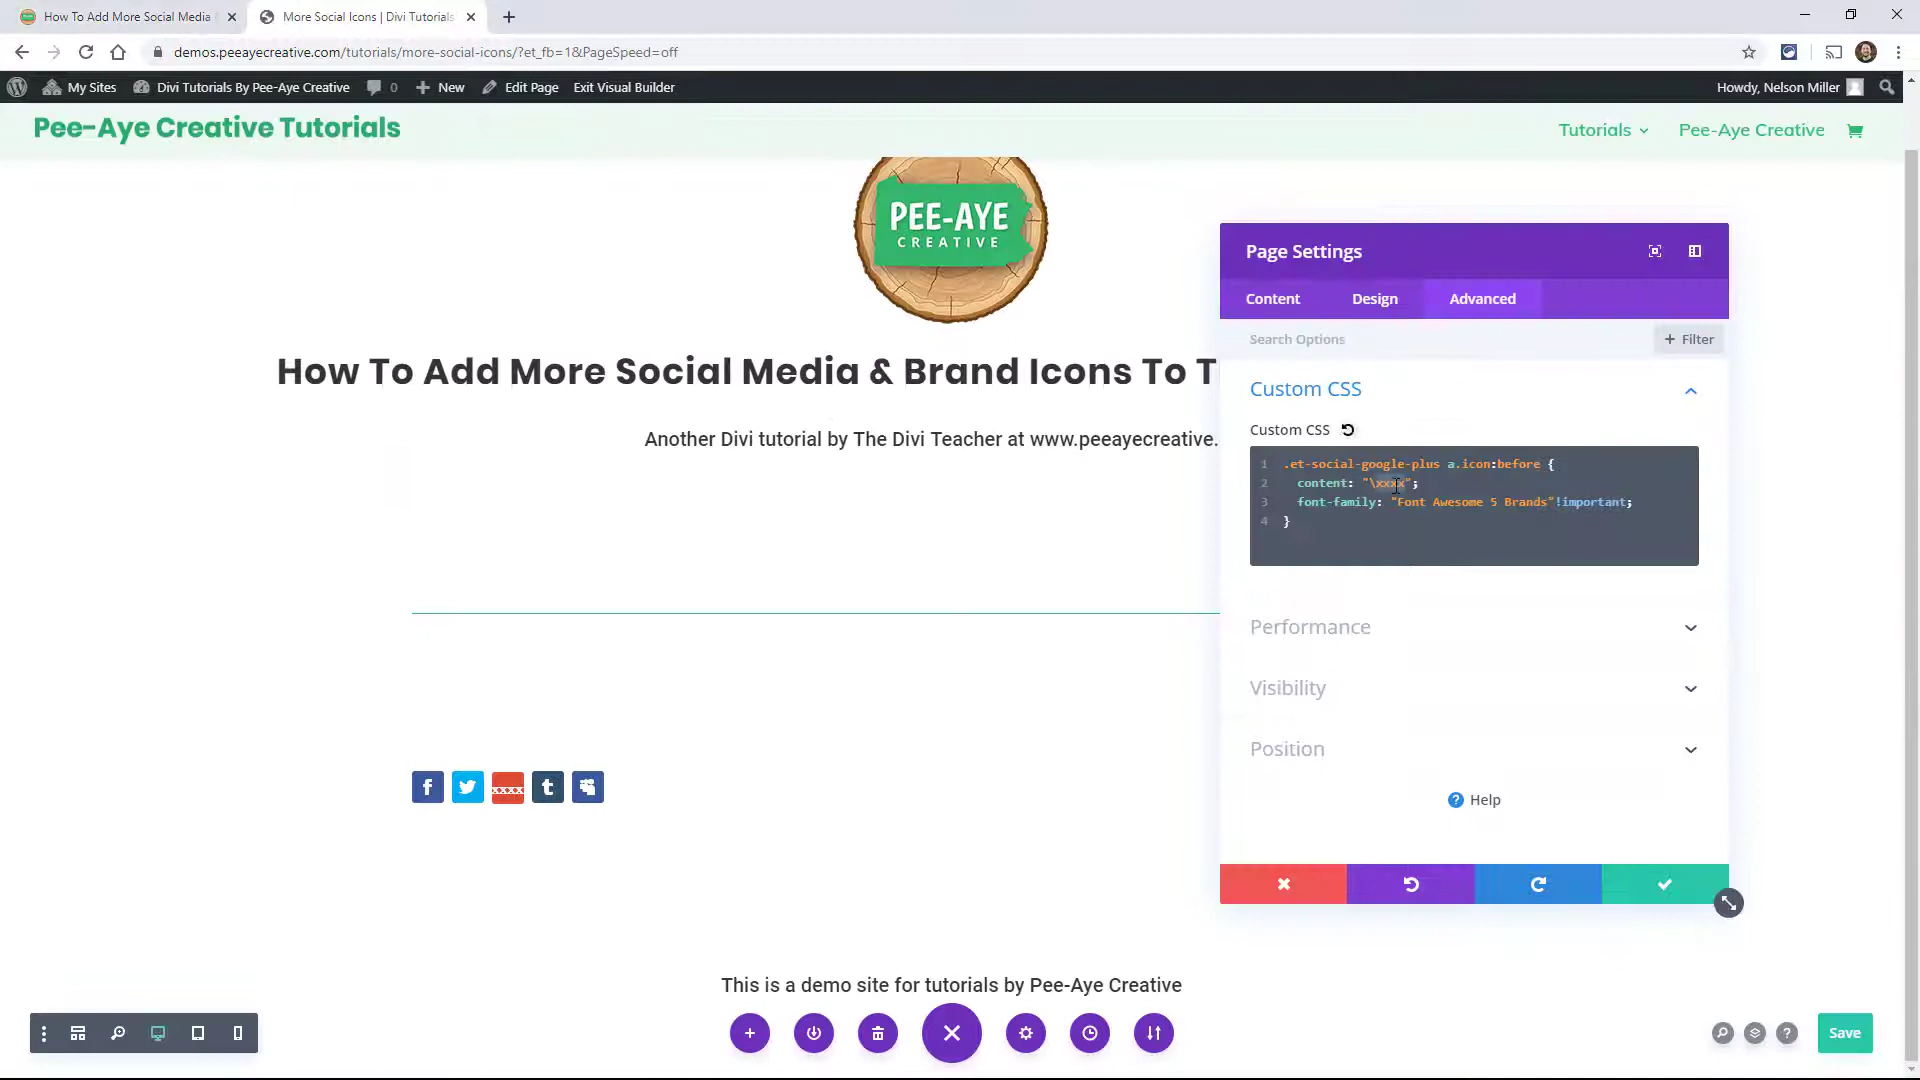 How To Add More Social Media
More Social Icons | Divi Tutorials
demos.peeayecreative.com/tutorials/more-social-icons/?et_fb=1&PageSpeed=off
My Sites
Divi Tutorials By Pee-Aye Creative
0
New
Edit Page
Exit Visual Builder
Howdy, Nelson Miller
Pee-Aye Creative Tutorials
Tutorials
Pee-Aye Creative
PEE-AYE
CREATIVE
How To Add More Social Media & Brand Icons To T
Another Divi tutorial by The Divi Teacher at www.peeayecreative.
Page Settings
Content
Design
Advanced
Search Options
+ Filter
Custom CSS
Custom CSS
1 .et-social-google-plus a.icon:before {
2 content: "\xxxx";
3 font-family: "Font Awesome 5 Brands"!important;
4 }
Performance
Visibility
Position
Help
f
t
xxxx
This is a demo site for tutorials by Pee-Aye Creative
Save